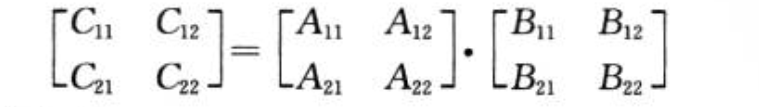 [C₁₁ C₁₂] = [A₁₁ A₁₂] · [B₁₁ B₁₂]
[C₂₁ C₂₂] [A₂₁ A₂₂] [B₂₁ B₂₂]